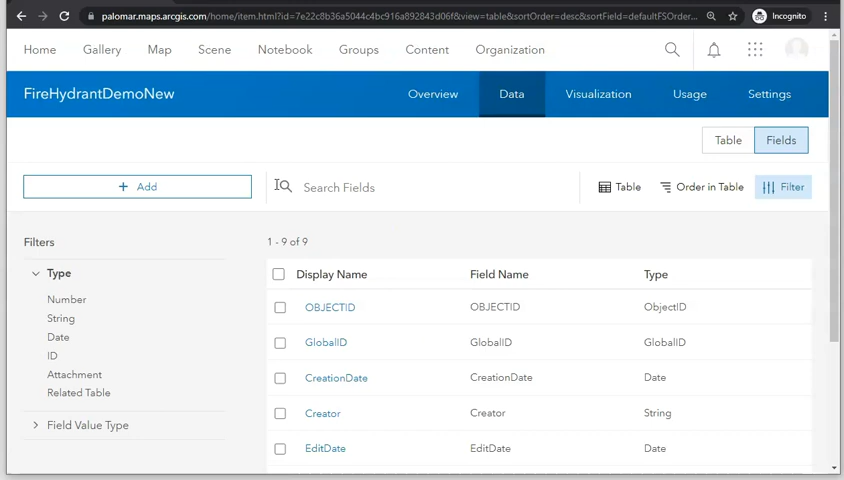 palomar.maps.arcgis.com/home/item.html?id=7e22c8b36a5044c4bc916a892843d06f&view=table&sortOrder=desc&sortField=defaultFSOrder...
Incognito
Home Gallery Map Scene Notebook Groups Content Organization
FireHydrantDemoNew Overview Data Visualization Usage Settings
Table Fields
+ Add Search Fields Table Order in Table Filter
Filters
1 - 9 of 9
Type
Number
String
Date
ID
Attachment
Related Table
Field Value Type
Display Name Field Name Type
OBJECTID OBJECTID ObjectID
GlobalID GlobalID GlobalID
CreationDate CreationDate Date
Creator Creator String
EditDate EditDate Date